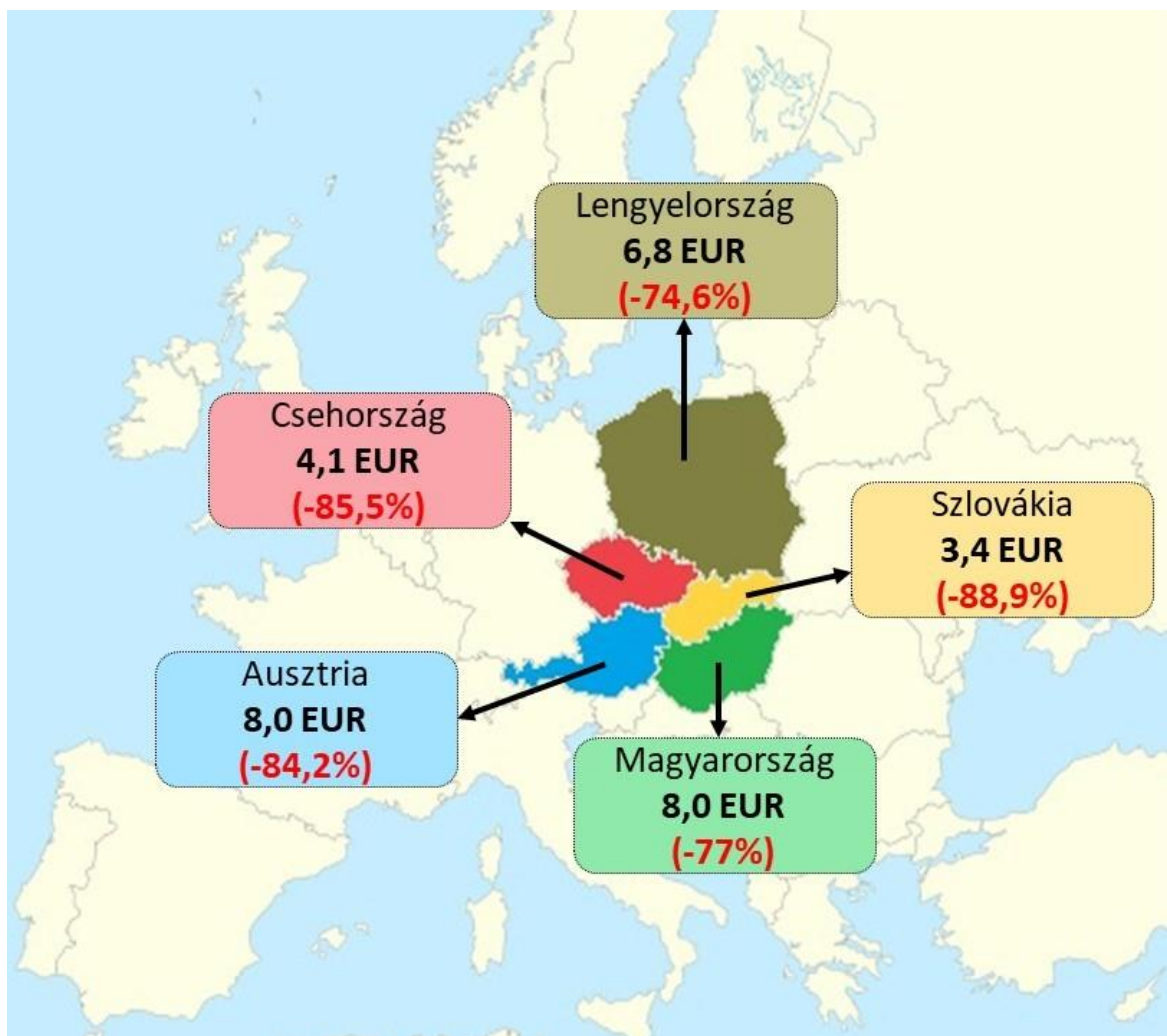 Lengyelország
6,8 EUR
(-74,6%)
Csehország
4,1 EUR
(-85,5%)
Szlovákia
3,4 EUR
(-88,9%)
Ausztria
8,0 EUR
(-84,2%)
Magyarország
8,0 EUR
(-77%)